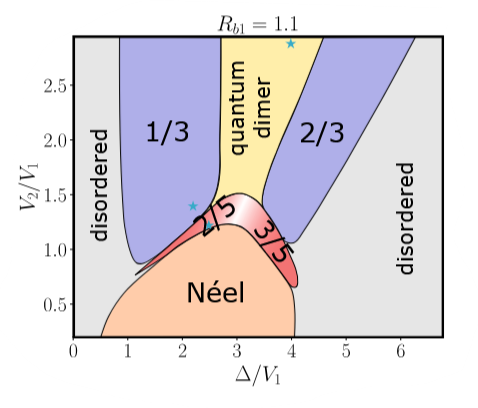 R_{b1} = 1.1
V_2/V_1
2.5
2.0
1.5
1.0
0.5
disordered
1/3
quantum
dimer
2/3
disordered
2/5
3/5
Néel
0 1 2 3 4 5 6
Δ/V_1